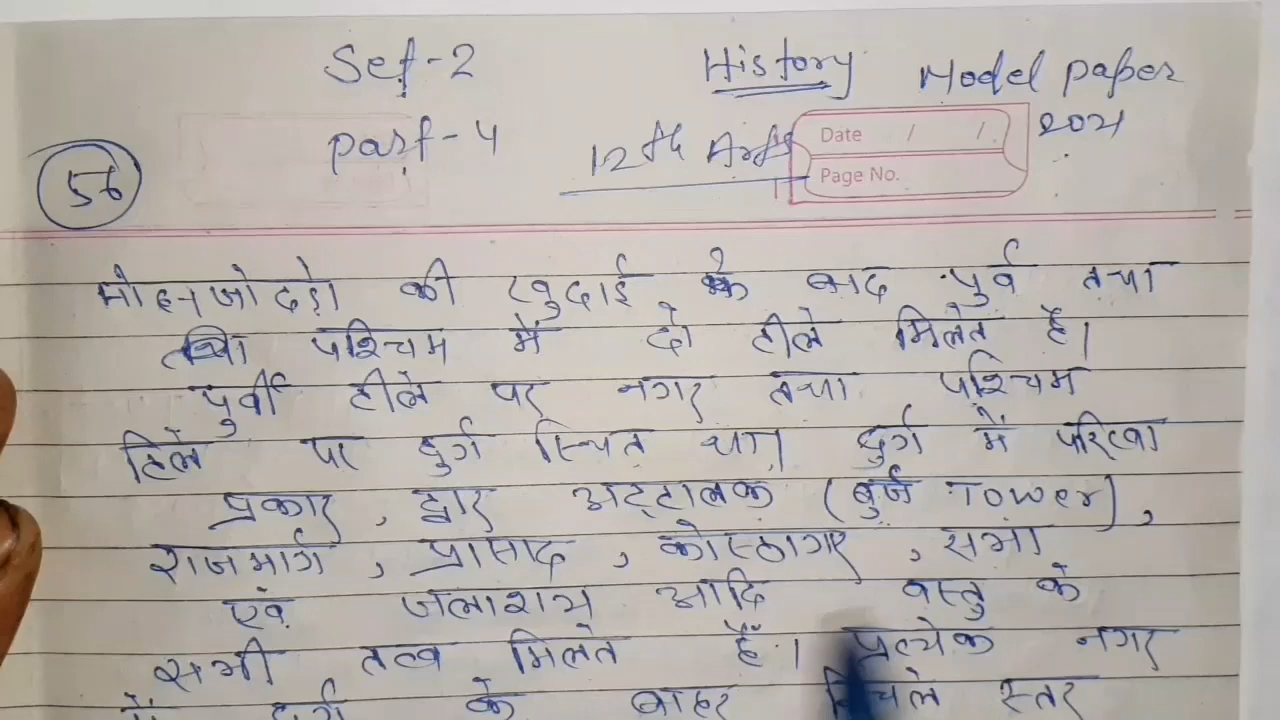 Set-2 History Model paper
Part-4 12th Arts Date / /. 2021
Page No.
56
मोहनजोदड़ो की खुदाई के बाद पुर्व तथा
तथा पश्चिम में दो टीले मिलते है।
पुर्वी टीले पर नगर तथा पश्चिम
टिले पर दुर्ग स्थित था। दुर्ग में परिखा
प्रकार, द्वार अट्टालक (बुर्ज Tower),
राजमार्ग, प्रासाद, कोस्ठागार, सभा
एवं जलाशय आदि वस्तु के
सभी तत्व मिलते हैं। प्रत्येक नगर
में दुर्ग के बाहर स्तर